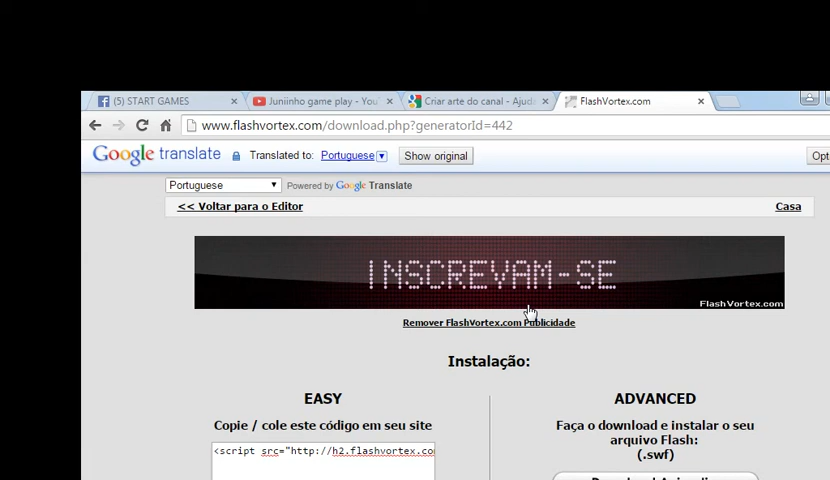 (5) START GAMES
Juniinho game play - You
Criar arte do canal - Ajud
FlashVortex.com
www.flashvortex.com/download.php?generatorId=442
Google translate Translated to: Portuguese Show original Opt
Portuguese Powered by Google Translate
<< Voltar para o Editor Casa
INSCREVAM-SE
FlashVortex.com
Remover FlashVortex.com Publicidade
Instalação:
EASY
Copie / cole este código em seu site
<script src="http://h2.flashvortex.co
ADVANCED
Faça o download e instalar o seu
arquivo Flash:
(.swf)